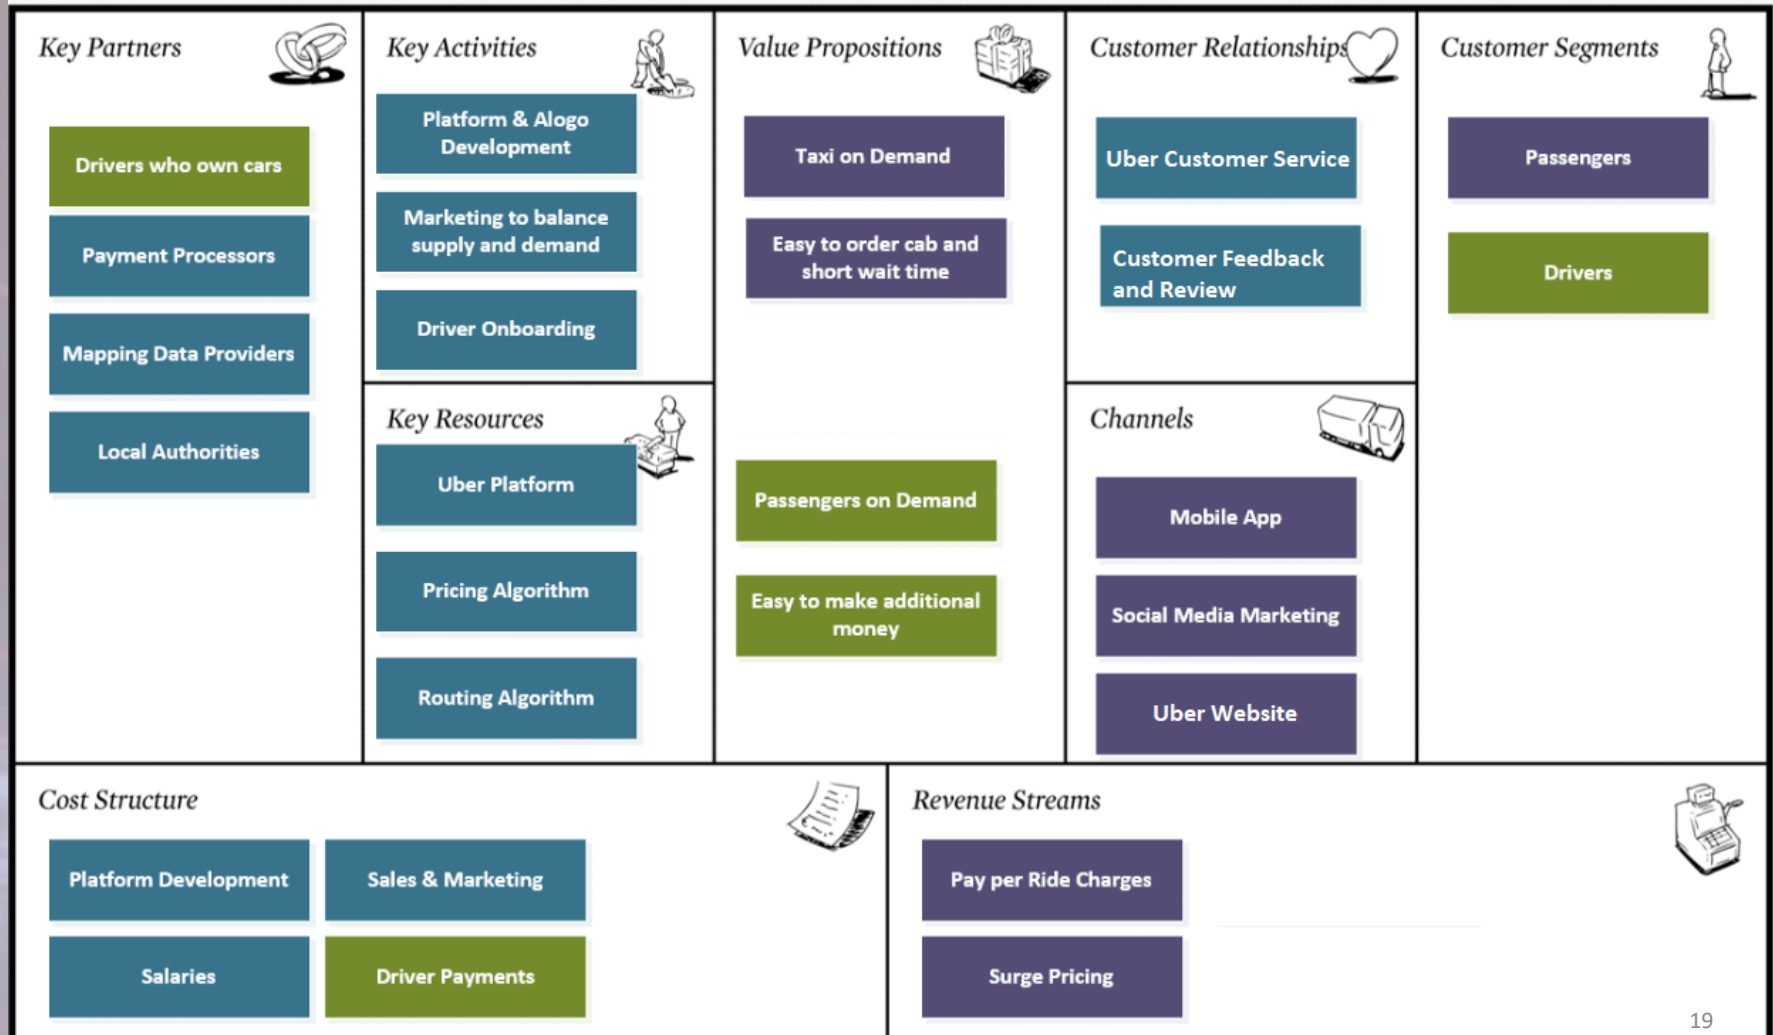 Key Partners
Drivers who own cars
Payment Processors
Mapping Data Providers
Local Authorities
Key Activities
Platform & Alogo
Development
Marketing to balance
supply and demand
Driver Onboarding
Key Resources
Uber Platform
Pricing Algorithm
Routing Algorithm
Value Propositions
Taxi on Demand
Easy to order cab and
short wait time
Passengers on Demand
Easy to make additional
money
Customer Relationships
Uber Customer Service
Customer Feedback
and Review
Channels
Mobile App
Social Media Marketing
Uber Website
Customer Segments
Passengers
Drivers
Cost Structure
Platform Development
Sales & Marketing
Salaries
Driver Payments
Revenue Streams
Pay per Ride Charges
Surge Pricing
19